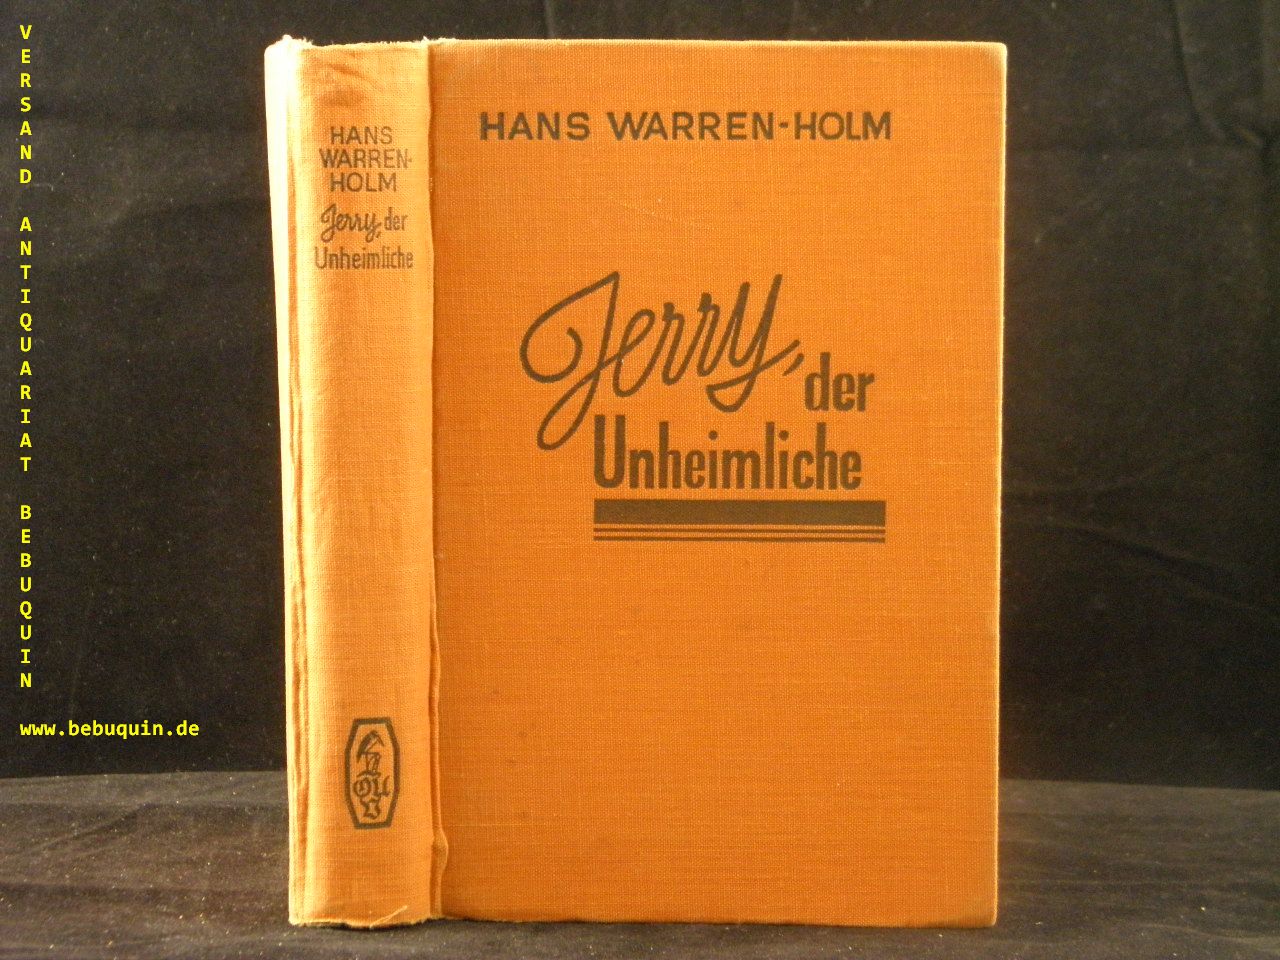 VERSAND ANTIQUARIAT BEBUQUIN
www.bebuquin.de
HANS
WARREN-
HOLM
Jerry, der
Unheimliche
HANS WARREN-HOLM
Jerry, der
Unheimliche